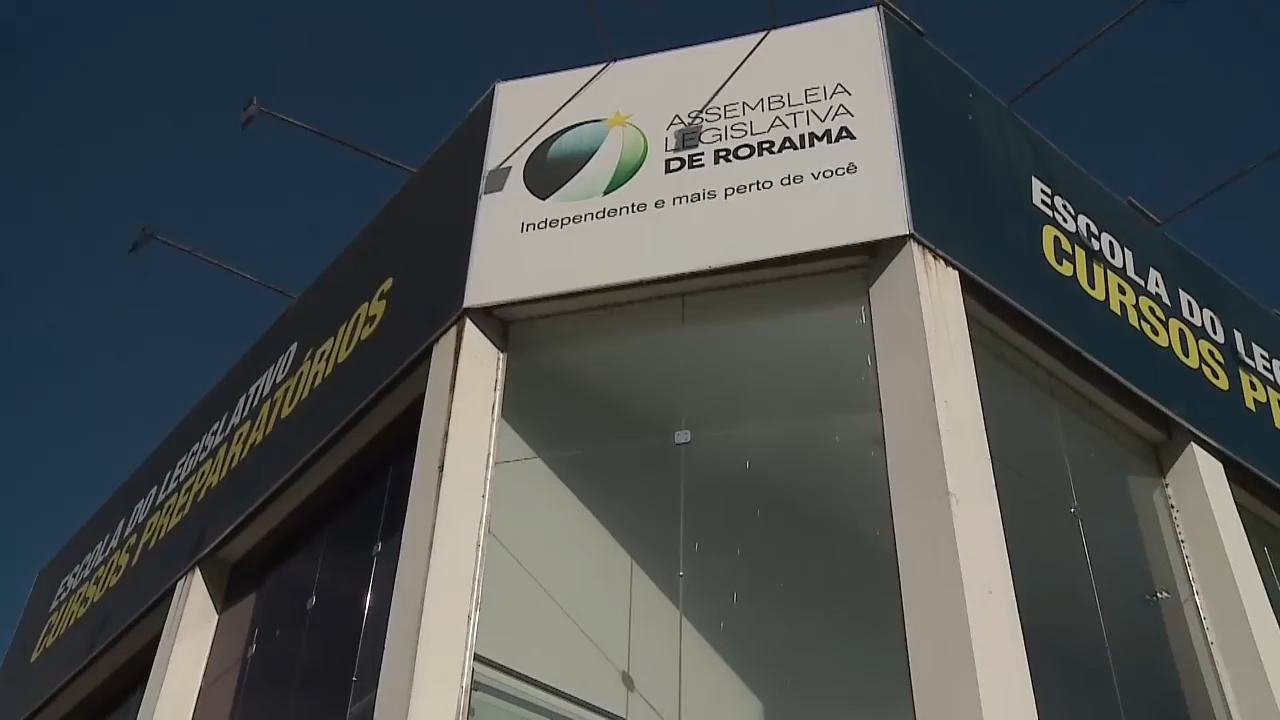 ASSEMBLEIA
LEGISLATIVA
DE RORAIMA
Independente e mais perto de você
ESCOLA DO LEGISLATIVO
CURSOS PREPARATÓRIOS
ESCOLA DO
CURSOS